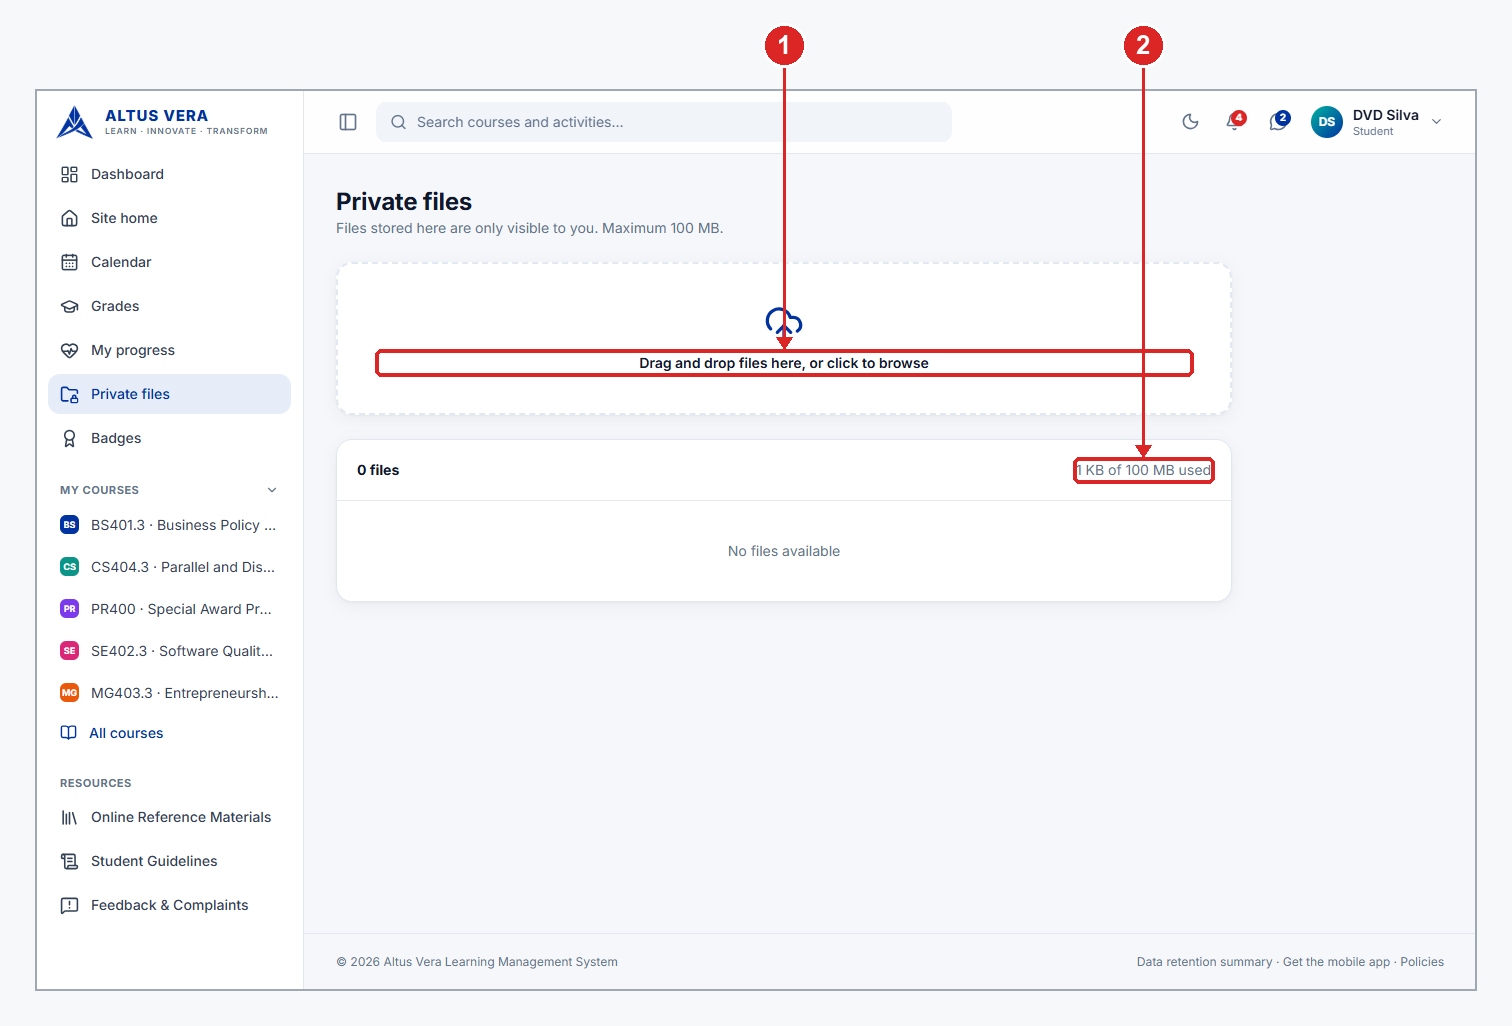 1
2
ALTUS VERA
LEARN · INNOVATE · TRANSFORM
Search courses and activities...
4
2
DS
DVD Silva
Student
Dashboard
Site home
Calendar
Grades
My progress
Private files
Badges
MY COURSES
BS BS401.3 · Business Policy ...
CS CS404.3 · Parallel and Dis...
PR PR400 · Special Award Pr...
SE SE402.3 · Software Qualit...
MG MG403.3 · Entrepreneursh...
All courses
RESOURCES
Online Reference Materials
Student Guidelines
Feedback & Complaints
Private files
Files stored here are only visible to you. Maximum 100 MB.
Drag and drop files here, or click to browse
0 files
1 KB of 100 MB used
No files available
© 2026 Altus Vera Learning Management System
Data retention summary · Get the mobile app · Policies